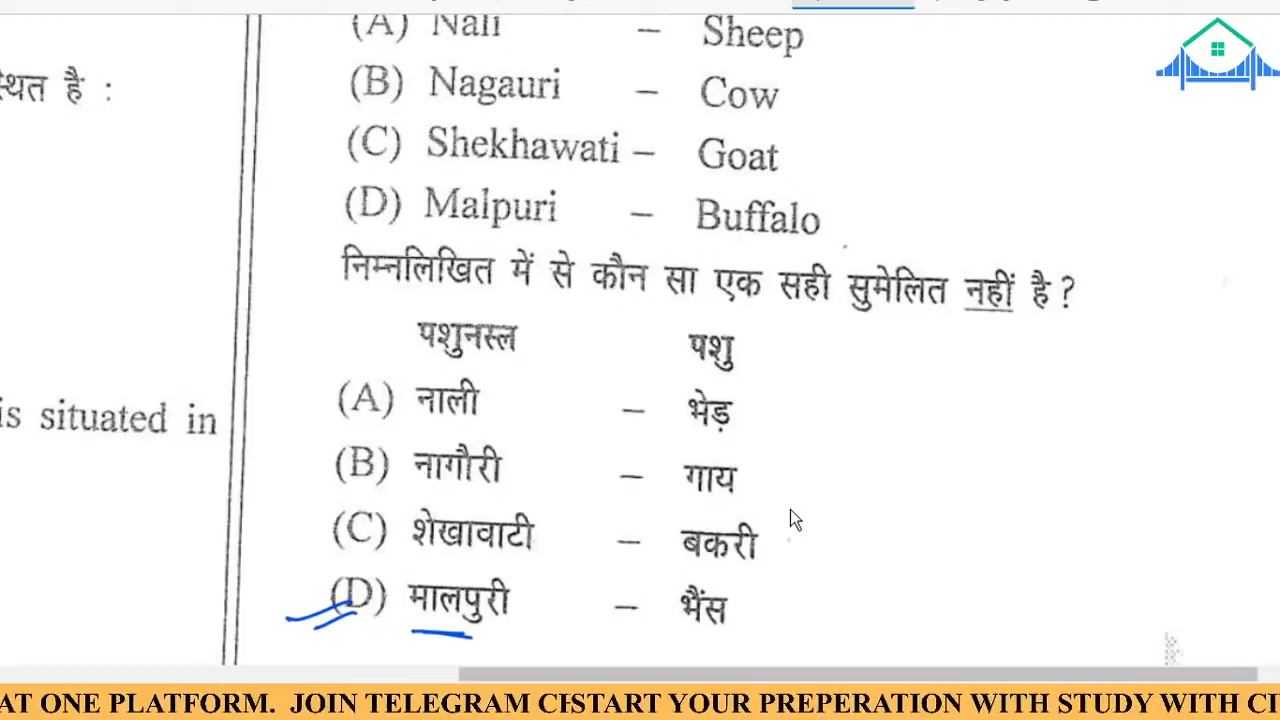 स्थित है :
is situated in
(A) Nali – Sheep
(B) Nagauri – Cow
(C) Shekhawati – Goat
(D) Malpuri – Buffalo
निम्नलिखित में से कौन सा एक सही सुमेलित नहीं है ?
पशुनस्ल पशु
(A) नाली – भेड़
(B) नागौरी – गाय
(C) शेखावाटी – बकरी
(D) मालपुरी – भैंस
AT ONE PLATFORM. JOIN TELEGRAM START YOUR PREPERATION WITH STUDY WITH CI